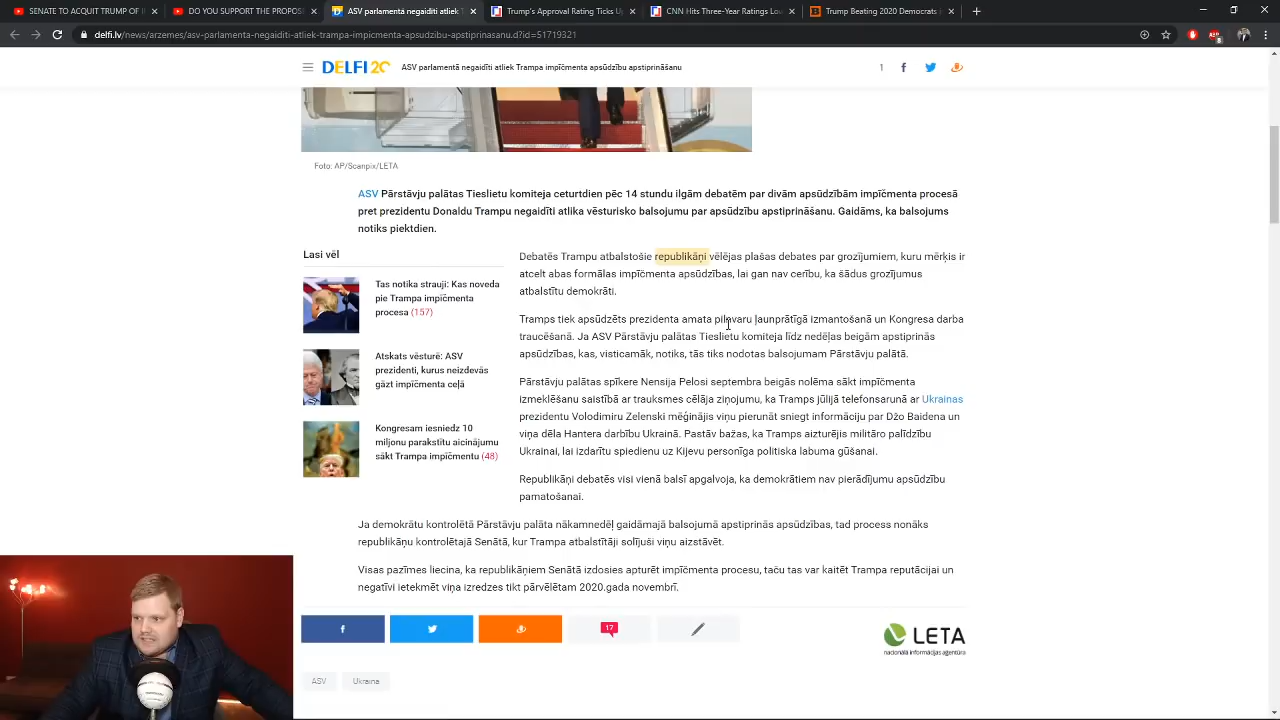 SENATE TO ACQUIT TRUMP OF I
DO YOU SUPPORT THE PROPOS
ASV parlamentā negaidīti atliek
Trump's Approval Rating Tick Up
CNN Hits Three-Year Ratings
Trump Beating 2020 Democrats
delfi.lv/news/arzemes/asv-parlamenta-negaiditi-atliek-trampa-impicmenta-apsudzibu-apstiprinasanu.d?id=51719321
DELFI 20
ASV parlamentā negaidīti atliek Trampa impīčmenta apsūdzību apstiprināšanu
1
Foto: AP/Scanpix/LETA
ASV Pārstāvju palātas Tieslietu komiteja ceturtdien pēc 14 stundu ilgām debatēm par divām apsūdzībām impīčmenta procesā
pret prezidentu Donaldu Trampu negaidīti atlika vēsturisko balsojumu par apsūdzību apstiprināšanu. Gaidāms, ka balsojums
notiks piektdien.
Lasi vēl
Tas notika strauji: Kas noveda
pie Trampa impīčmenta
procesa (157)
Atskats vēsturē: ASV
prezidenti, kurus neizdevās
gāzt impīčmenta ceļā
Kongresam iesniedz 10
miljonu parakstītu aicinājumu
sākt Trampa impīčmentu (48)
Debatēs Trampu atbalstošie republikāņi vēlējas plašas debates par grozījumiem, kuru mērķis ir
atcelt abas formālas impīčmenta apsūdzības, lai gan nav cerību, ka šādus grozījumus
atbalstītu demokrāti.
Tramps tiek apsūdzēts prezidenta amata pilnvaru ļaunprātīgā izmantošanā un Kongresa darba
traucēšanā. Ja ASV Pārstāvju palātas Tieslietu komiteja līdz nedēļas beigām apstiprinās
apsūdzības, kas, visticamāk, notiks, tās tiks nodotas balsojumam Pārstāvju palātā.
Pārstāvju palātas spīkere Nensija Pelosi septembra beigās nolēma sākt impīčmenta
izmeklēšanu saistībā ar trauksmes cēlāja ziņojumu, ka Tramps jūlijā telefonsarunā ar Ukrainas
prezidentu Volodimiru Zelenski mēģinājis viņu pierunāt sniegt informāciju par Džo Baidena un
viņa dēla Hantera darbību Ukrainā. Pastāv bažas, ka Tramps aizturējis militāro palīdzību
Ukrainai, lai izdarītu spiedienu uz Kijevu personīga politiska labuma gūšanai.
Republikāņi debatēs visi vienā balsī apgalvoja, ka demokrātiem nav pierādījumu apsūdzību
pamatošanai.
Ja demokrātu kontrolētā Pārstāvju palāta nākamnedēļ gaidāmajā balsojumā apstiprinās apsūdzības, tad process nonāks
republikāņu kontrolētajā Senātā, kur Trampa atbalstītāji solījuši viņu aizstāvēt.
Visas pazīmes liecina, ka republikāņiem Senātā izdosies apturēt impīčmenta procesu, taču tas var kaitēt Trampa reputācijai un
negatīvi ietekmēt viņa izredzes tikt pārvēlētam 2020.gada novembrī.
17
LETA
nacionālā informācijas aģentūra
ASV
Ukraina